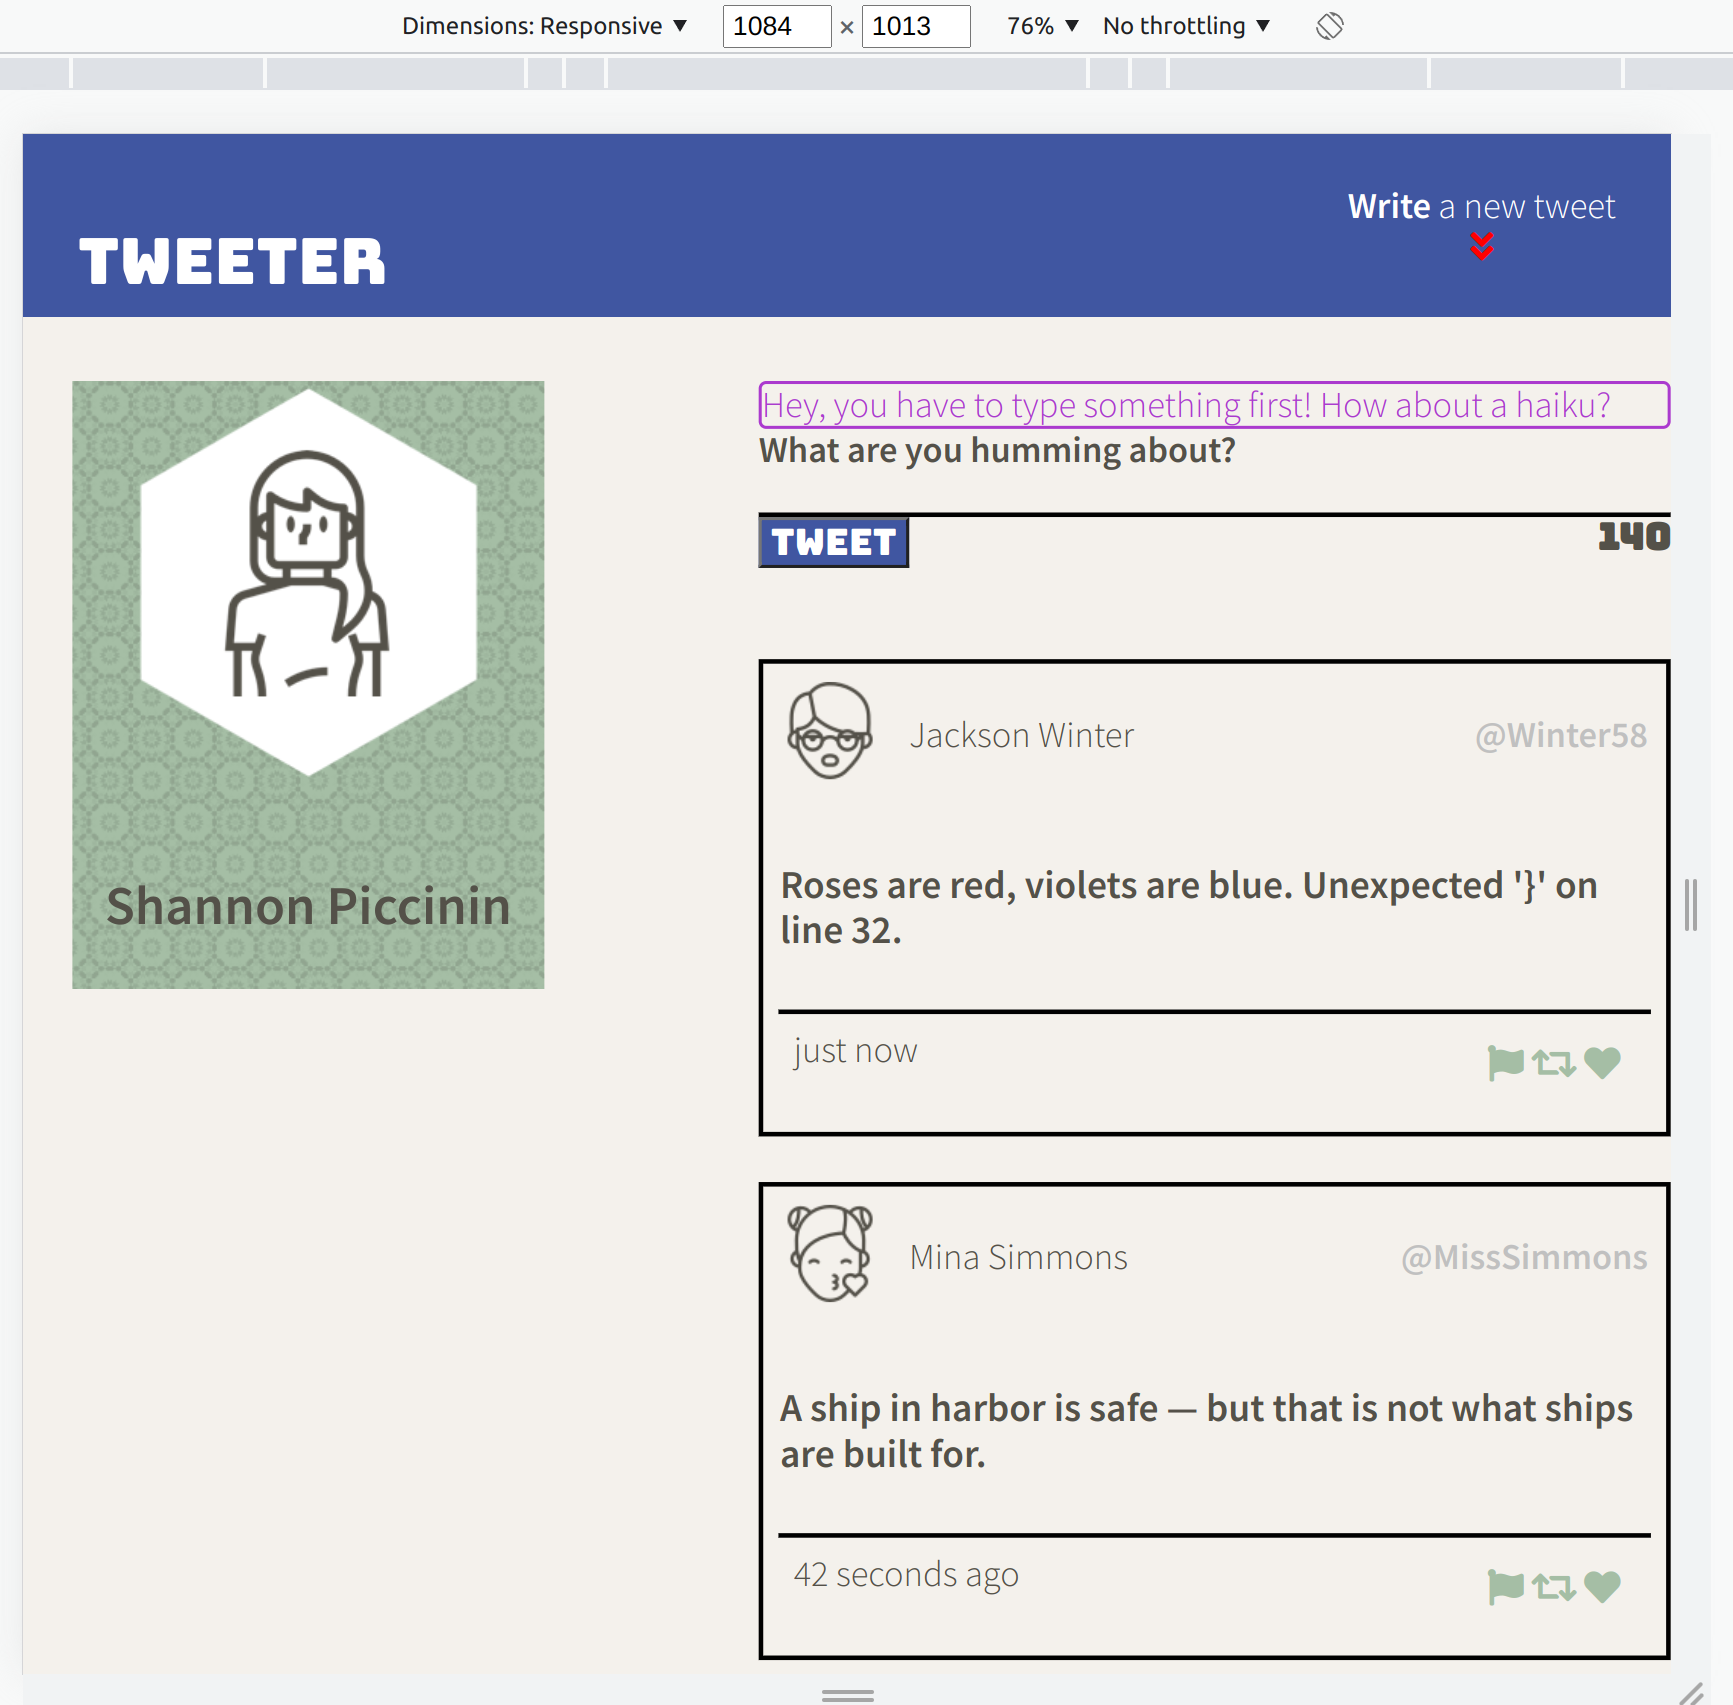 Dimensions: Responsive ▼ 1084 × 1013 76% ▼ No throttling ▼
Write a new tweet
TWEETER
Hey, you have to type something first! How about a haiku?
What are you humming about?
TWEET 140
Jackson Winter @Winter58
Roses are red, violets are blue. Unexpected '}' on
line 32.
just now
Shannon Piccinin
Mina Simmons @MissSimmons
A ship in harbor is safe — but that is not what ships
are built for.
42 seconds ago